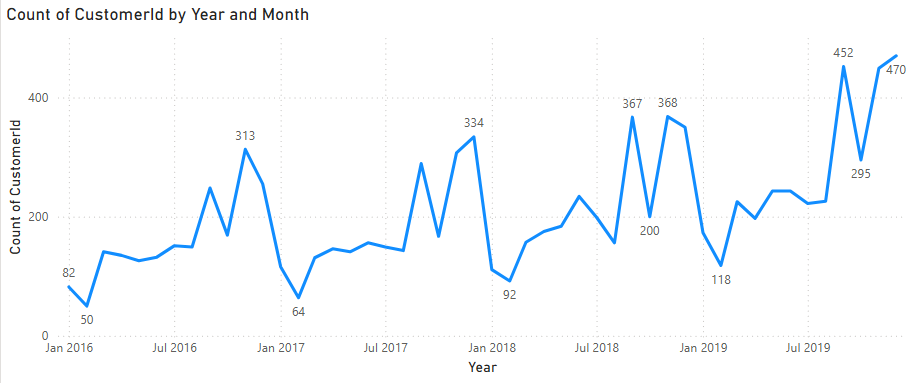 Count of CustomerId by Year and Month
452
470
400
367
368
334
313
295
Count of CustomerId
200
200
118
82
92
64
50
0
Jan 2016
Jul 2016
Jan 2017
Jul 2017
Jan 2018
Jul 2018
Jan 2019
Jul 2019
Year